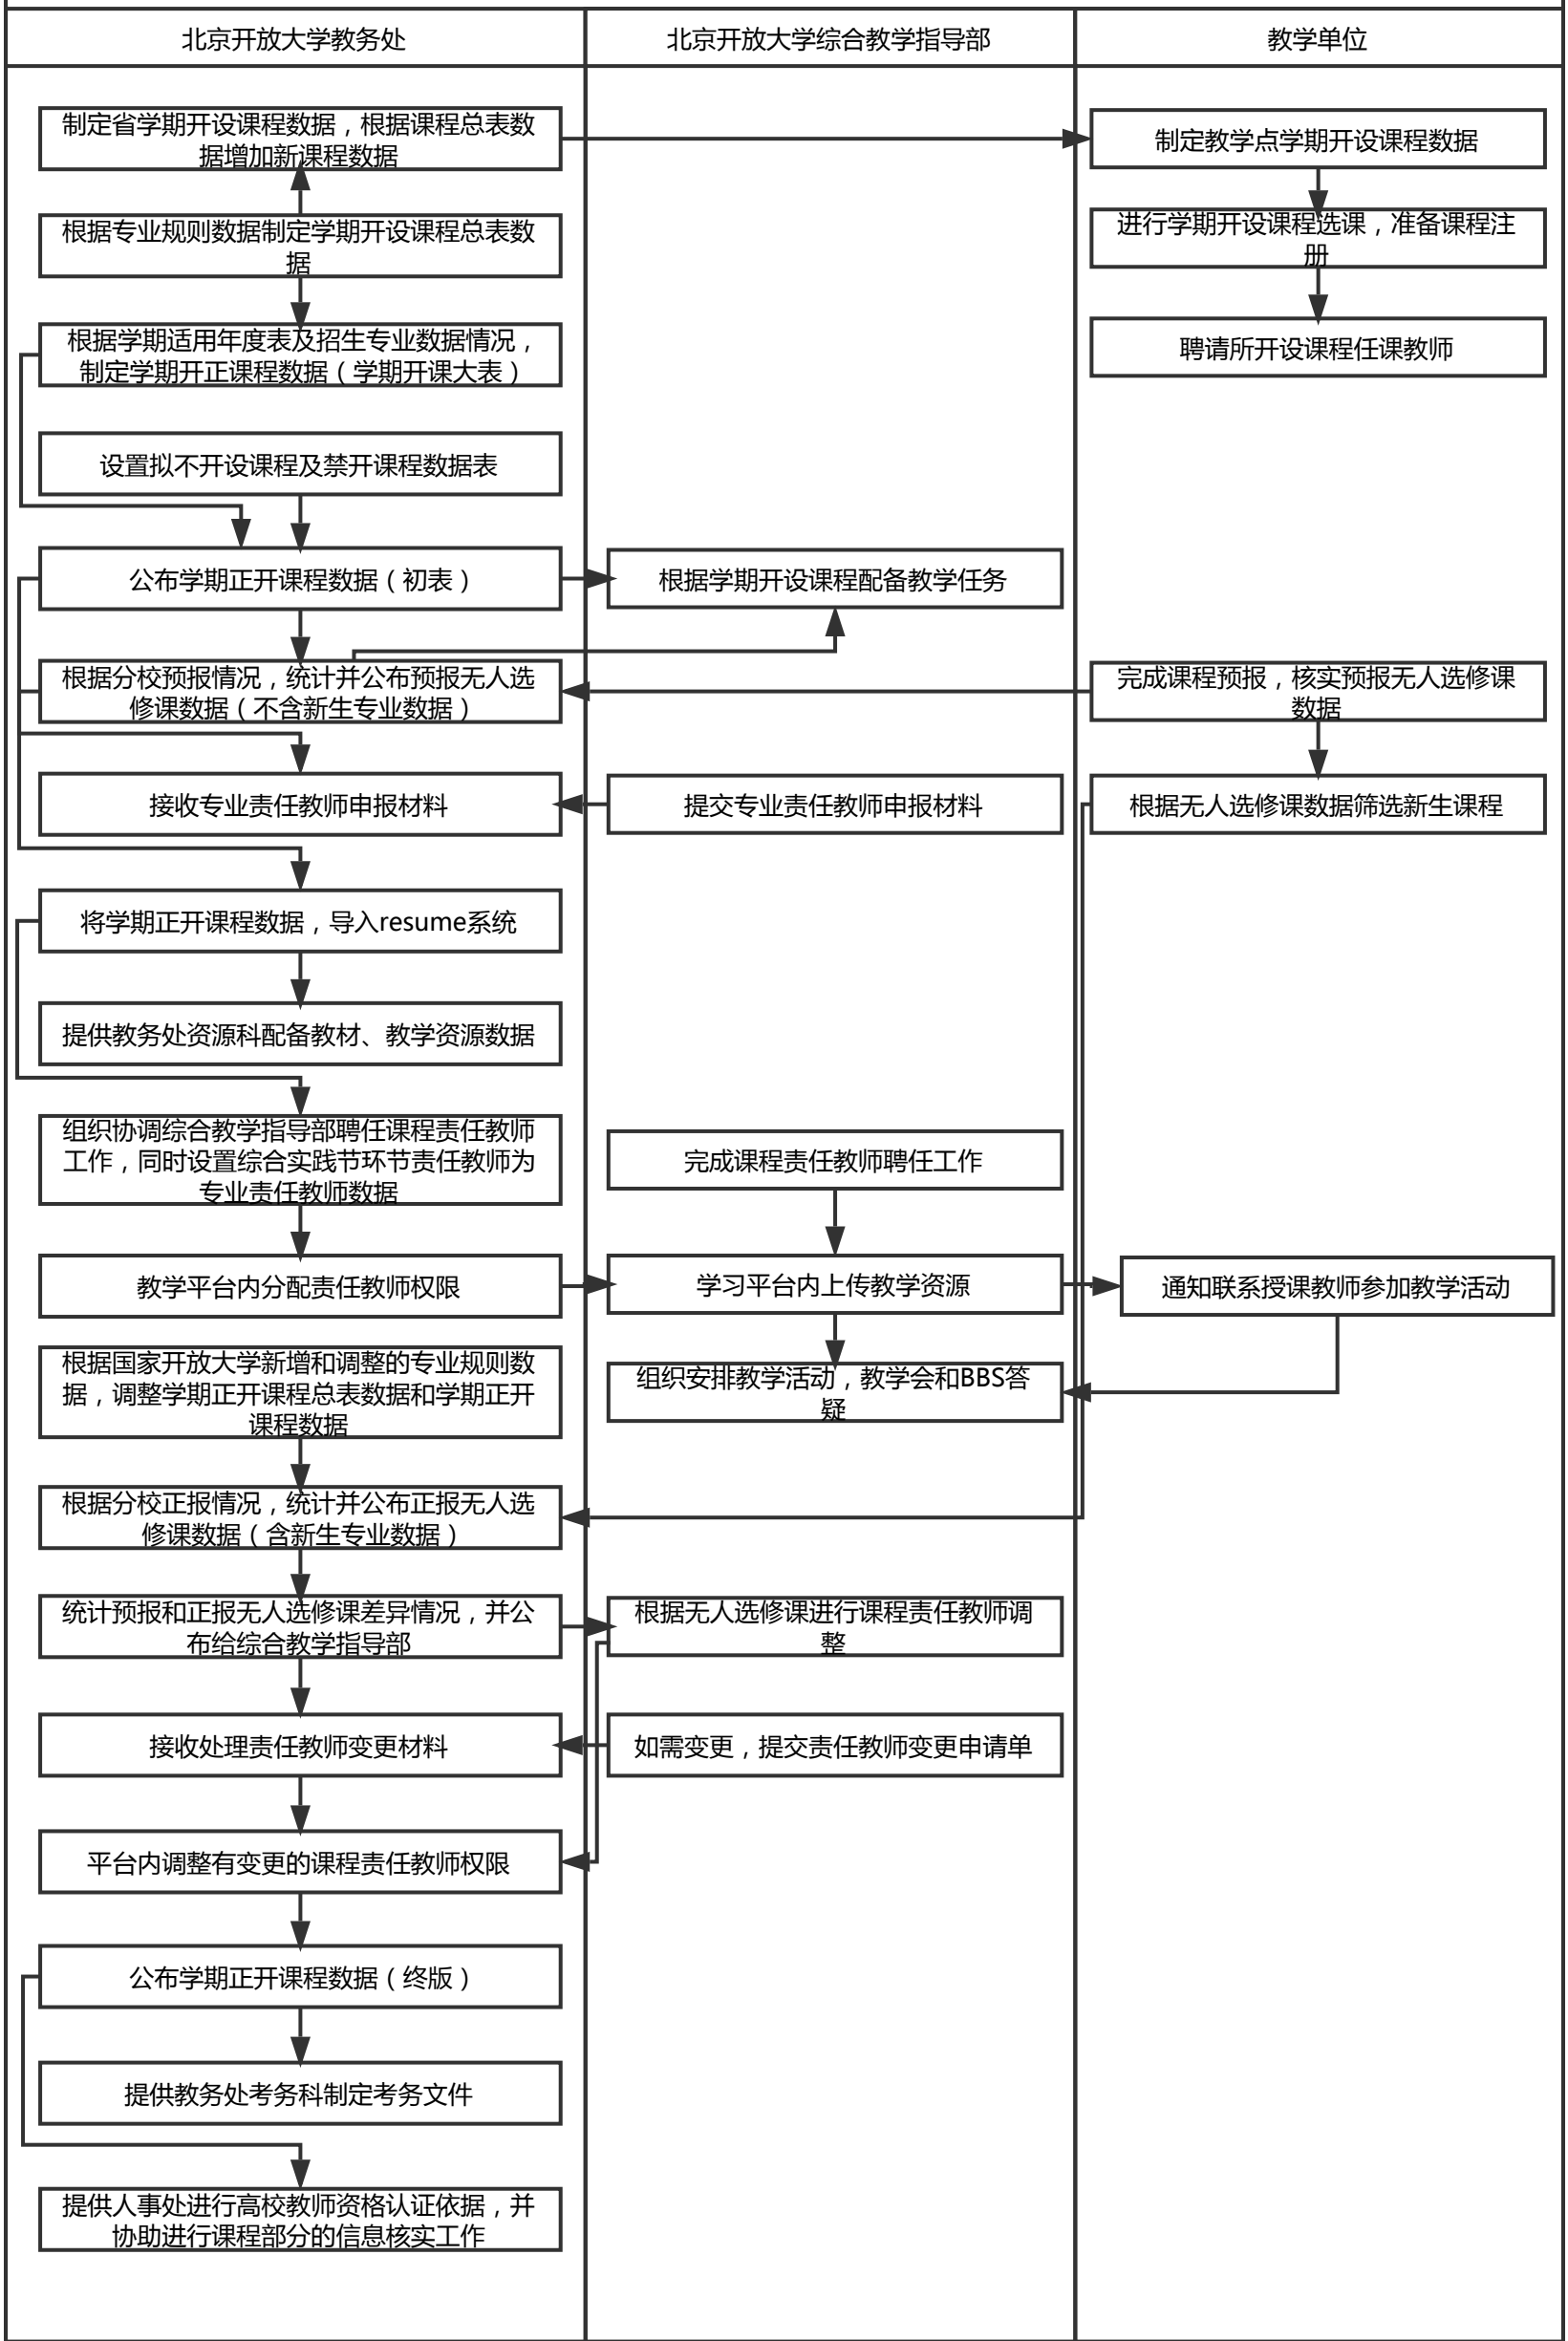 北京开放大学教务处
北京开放大学综合教学指导部
教学单位
制定省学期开设课程数据，根据课程总表数
据增加新课程数据
制定教学点学期开设课程数据
根据专业规则数据制定学期开设课程总表数
据
进行学期开设课程选课，准备课程注
册
根据学期适用年度表及招生专业数据情况，
制定学期开正课程数据（学期开课大表）
聘请所开设课程任课教师
设置拟不开设课程及禁开课程数据表
公布学期正开课程数据（初表）
根据学期开设课程配备教学任务
根据分校预报情况，统计并公布预报无人选
修课数据（不含新生专业数据）
完成课程预报，核实预报无人选修课
数据
接收专业责任教师申报材料
提交专业责任教师申报材料
根据无人选修课数据筛选新生课程
将学期正开课程数据，导入resume系统
提供教务处资源科配备教材、教学资源数据
组织协调综合教学指导部聘任课程责任教师
工作，同时设置综合实践节环节责任教师为
专业责任教师数据
完成课程责任教师聘任工作
教学平台内分配责任教师权限
学习平台内上传教学资源
通知联系授课教师参加教学活动
根据国家开放大学新增和调整的专业规则数
据，调整学期正开课程总表数据和学期正开
课程数据
组织安排教学活动，教学会和BBS答
疑
根据分校正报情况，统计并公布正报无人选
修课数据（含新生专业数据）
统计预报和正报无人选修课差异情况，并公
布给综合教学指导部
根据无人选修课进行课程责任教师调
整
接收处理责任教师变更材料
如需变更，提交责任教师变更申请单
平台内调整有变更的课程责任教师权限
公布学期正开课程数据（终版）
提供教务处考务科制定考务文件
提供人事处进行高校教师资格认证依据，并
协助进行课程部分的信息核实工作